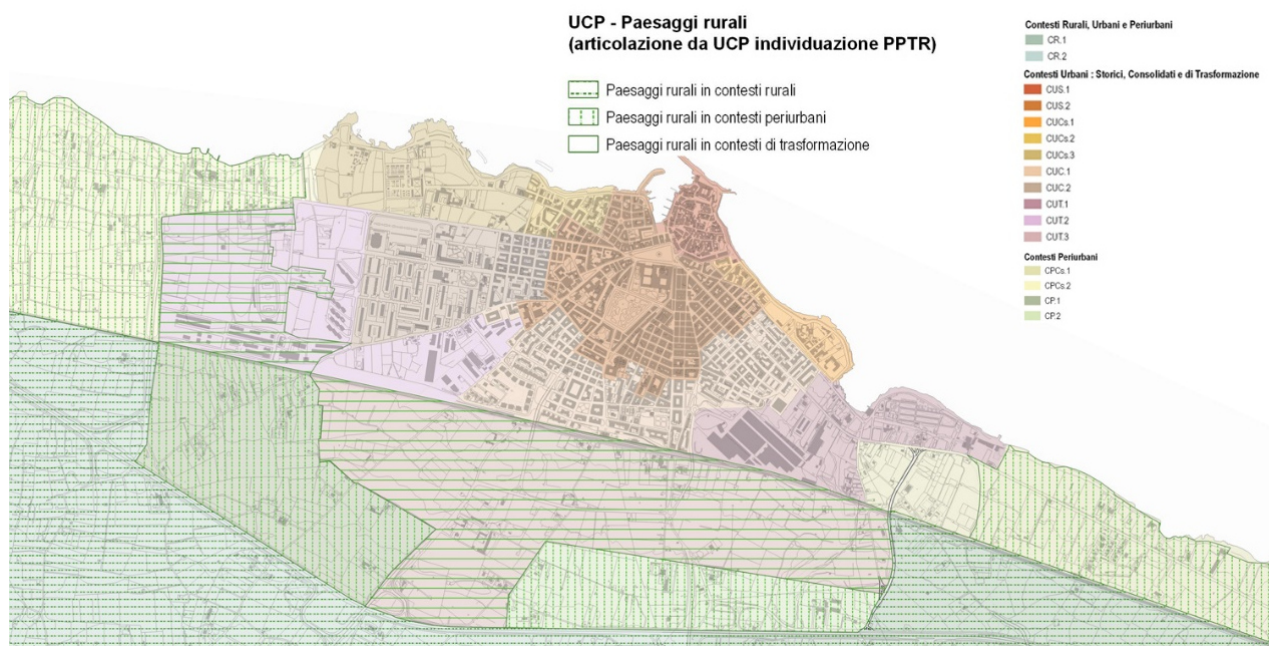 UCP - Paesaggi rurali
(articolazione da UCP individuazione PPTR)
Paesaggi rurali in contesti rurali
Paesaggi rurali in contesti periurbani
Paesaggi rurali in contesti di trasformazione
Contesti Rurali, Urbani e Periurbani
CR.1
CR.2
Contesti Urbani : Storici, Consolidati e di Trasformazione
CUS.1
CUS.2
CUCs.1
CUCs.2
CUCs.3
CUC.1
CUC.2
CUT.1
CUT.2
CUT.3
Contesti Periurbani
CPCs.1
CPCs.2
CP.1
CP.2